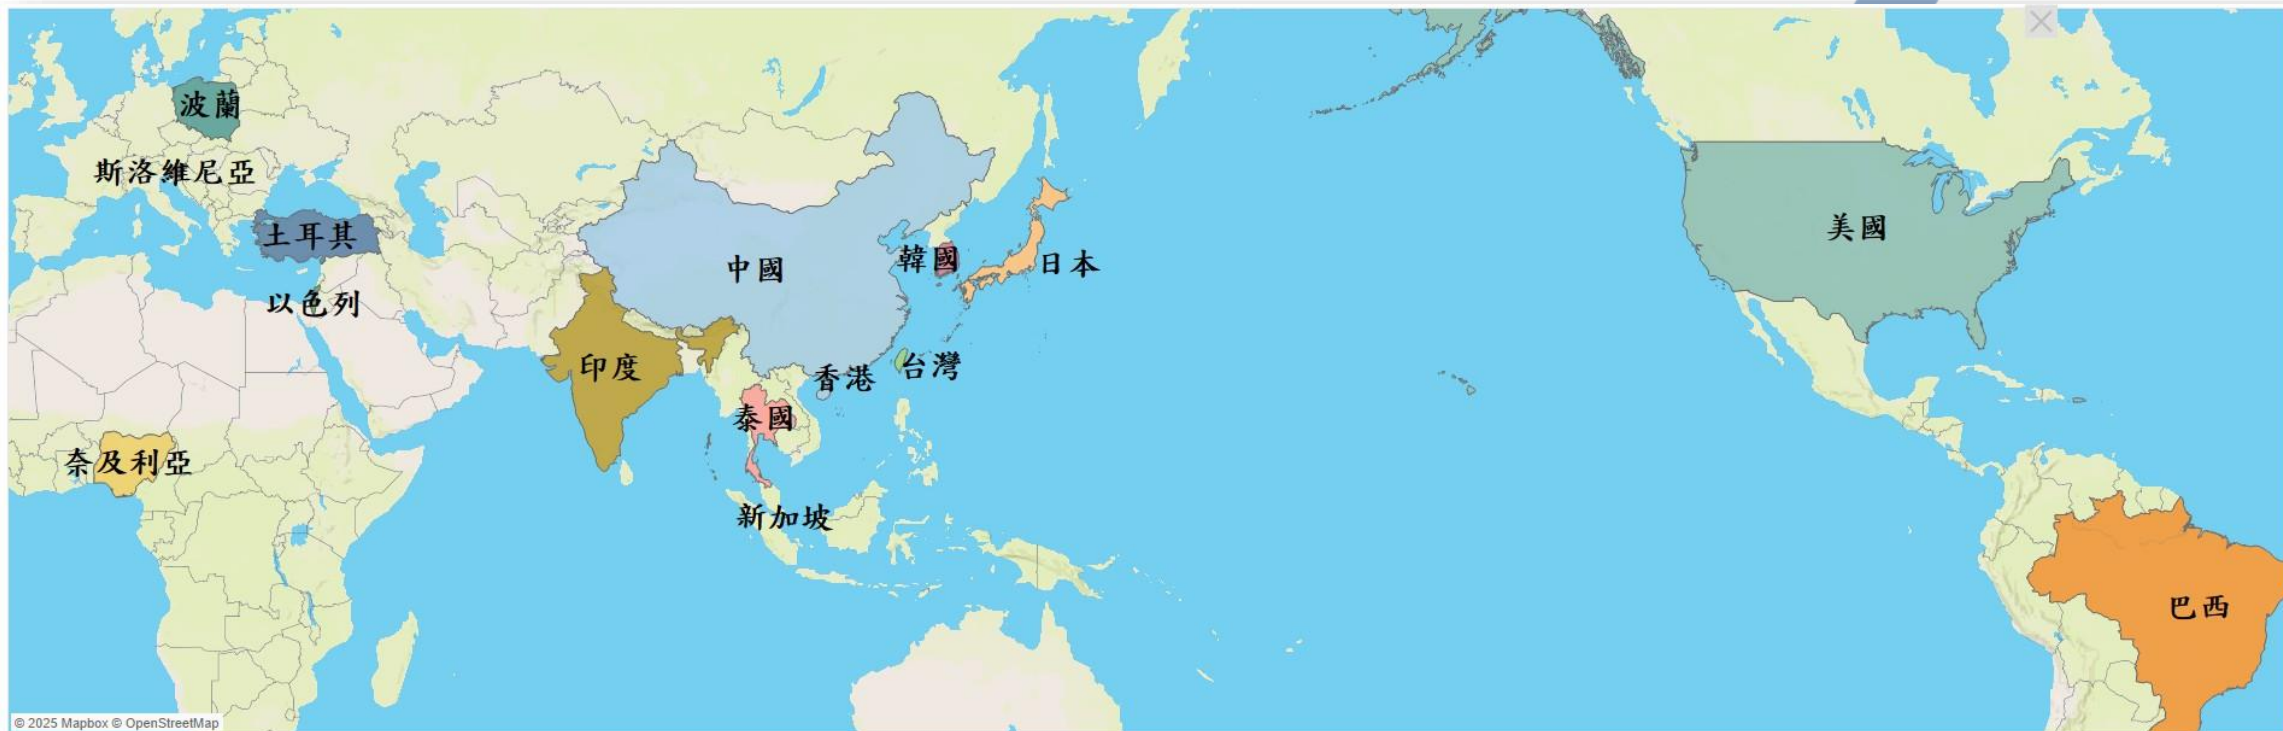 波蘭
斯洛維尼亞
土耳其
以色列
奈及利亞
印度
中國
韓國
日本
香港
台灣
泰國
新加坡
美國
巴西
© 2025 Mapbox © OpenStreetMap